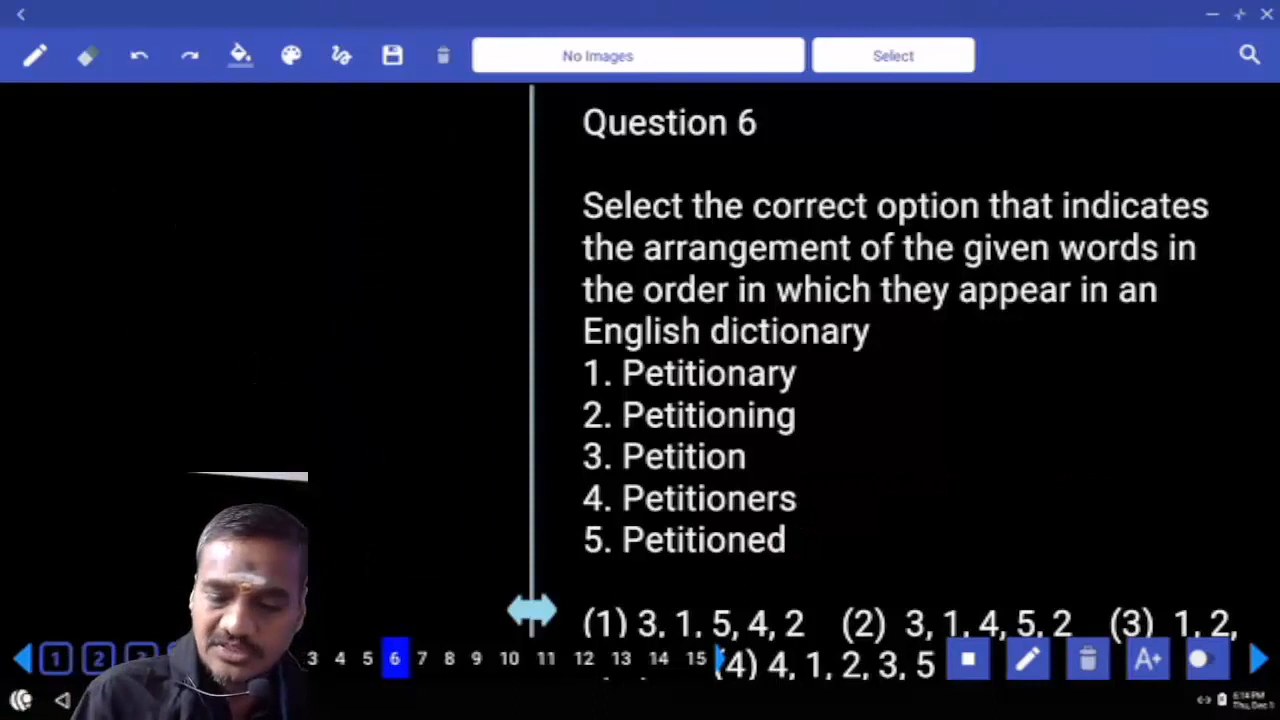 No Images
Select
Question 6
Select the correct option that indicates
the arrangement of the given words in
the order in which they appear in an
English dictionary
1. Petitionary
2. Petitioning
3. Petition
4. Petitioners
5. Petitioned
(1) 3, 1, 5, 4, 2 (2) 3, 1, 4, 5, 2 (3) 1, 2,
(4) 4, 1, 2, 3, 5
1 2 3 4 5 6 7 8 9 10 11 12 13 14 15
A+
6:14 PM